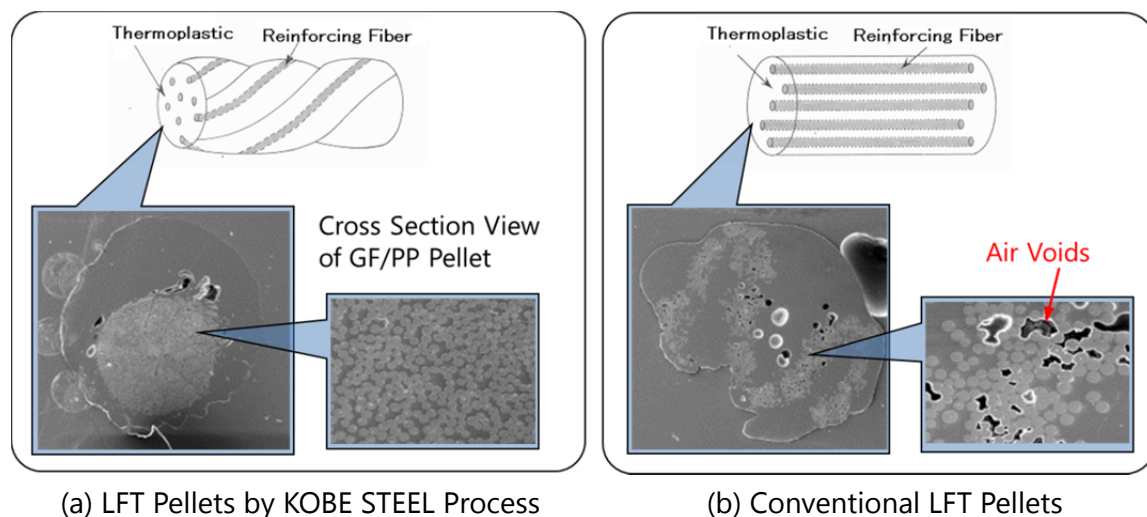 Thermoplastic
Reinforcing Fiber
Cross Section View
of GF/PP Pellet
(a) LFT Pellets by KOBE STEEL Process
Thermoplastic
Reinforcing Fiber
Air Voids
(b) Conventional LFT Pellets